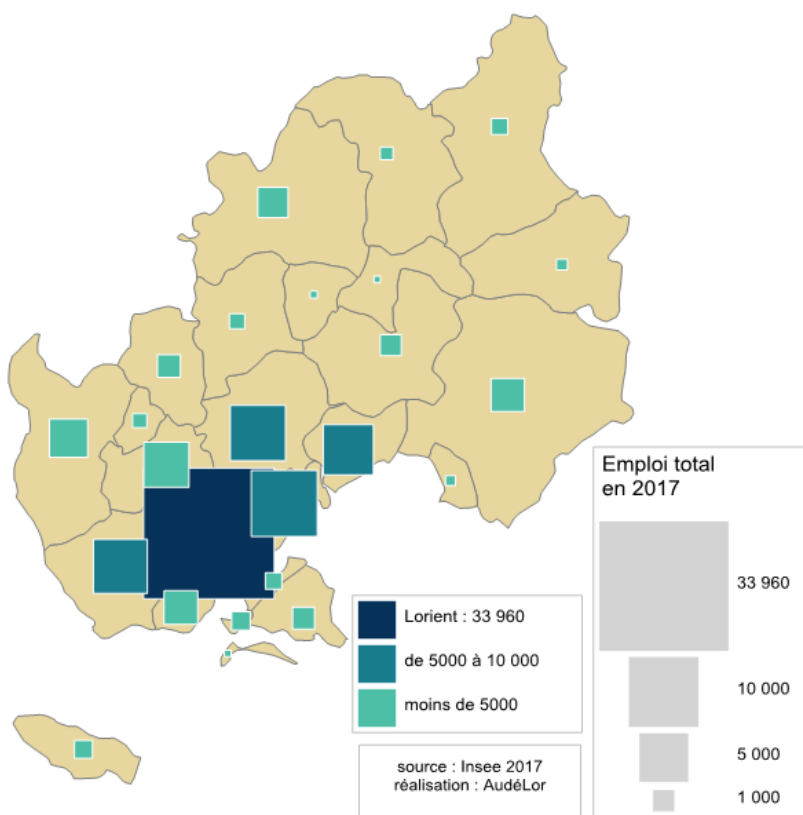 Emploi total
en 2017
33 960
10 000
5 000
1 000
Lorient : 33 960
de 5000 à 10 000
moins de 5000
source : Insee 2017
réalisation : AudéLor